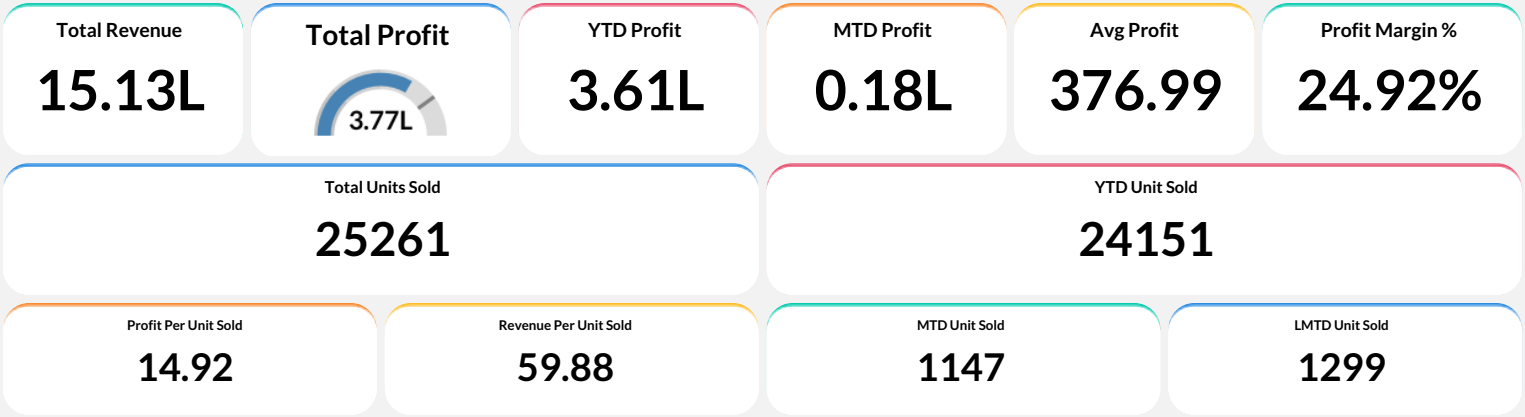 Total Revenue
15.13L
Total Profit
3.77L
YTD Profit
3.61L
MTD Profit
0.18L
Avg Profit
376.99
Profit Margin %
24.92%
Total Units Sold
25261
YTD Unit Sold
24151
Profit Per Unit Sold
14.92
Revenue Per Unit Sold
59.88
MTD Unit Sold
1147
LMTD Unit Sold
1299